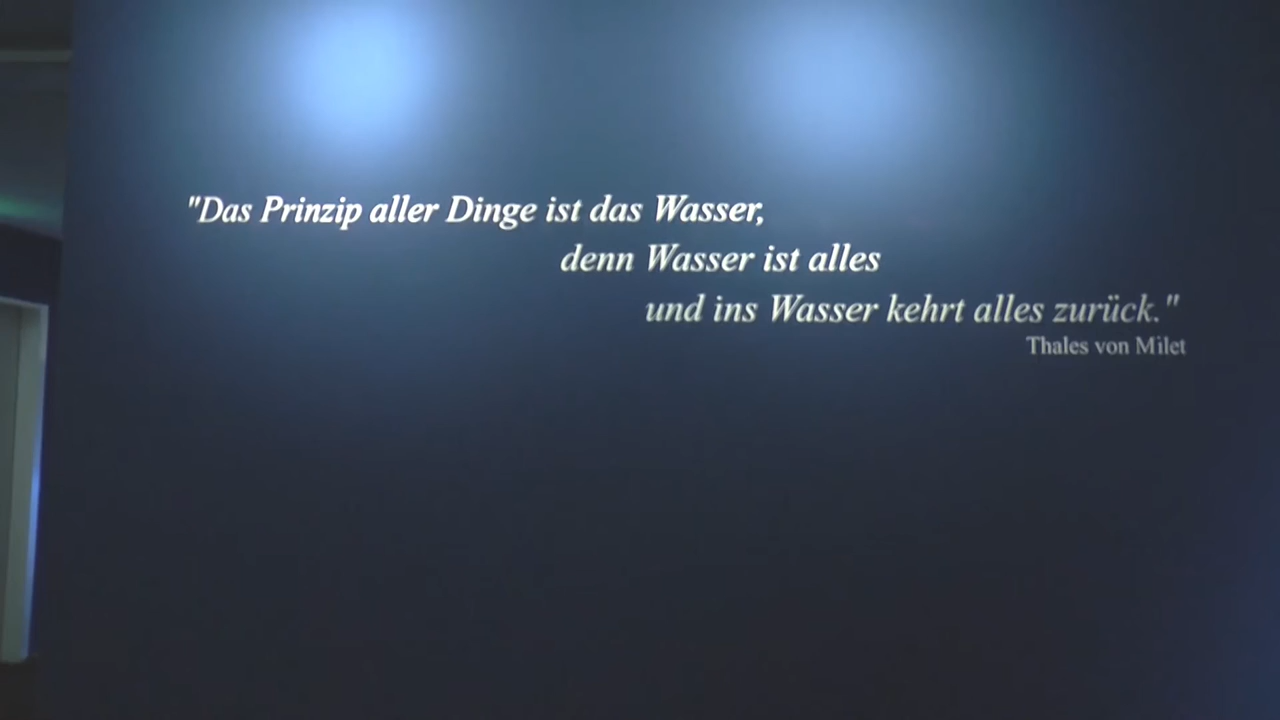 "Das Prinzip aller Dinge ist das Wasser,
denn Wasser ist alles
und ins Wasser kehrt alles zurück."
Thales von Milet